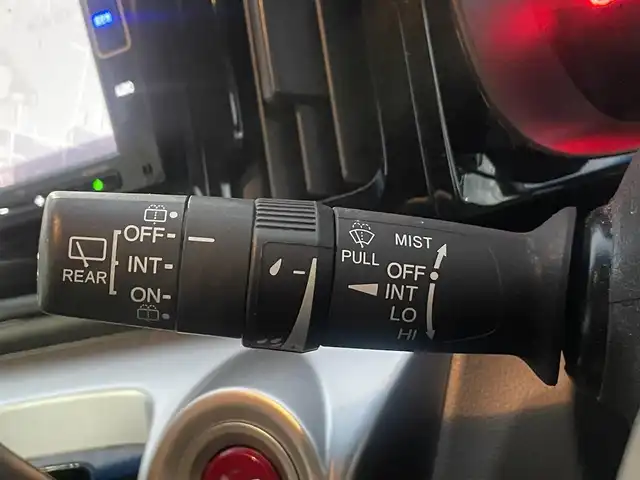 OFF
INT
ON
REAR
PULL
MIST
OFF
INT
LO
HI